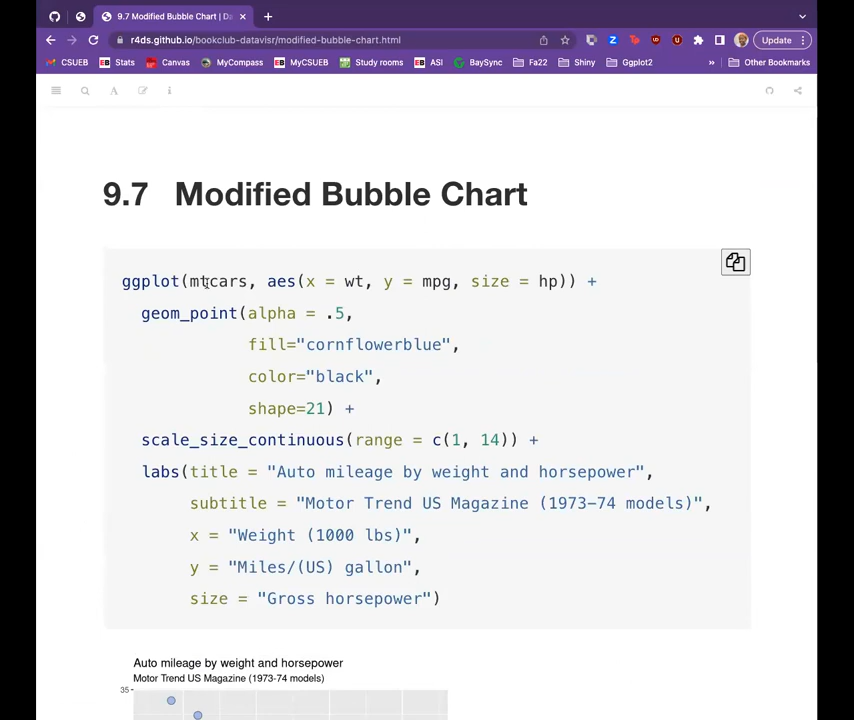 9.7 Modified Bubble Chart | Da
r4ds.github.io/bookclub-datavisr/modified-bubble-chart.html
Update
CSUEB Stats Canvas MyCompass MyCSUEB Study rooms ASI BaySync Fa22 Shiny Ggplot2 » Other Bookmarks
9.7 Modified Bubble Chart
ggplot(mtcars, aes(x = wt, y = mpg, size = hp)) +
geom_point(alpha = .5,
fill="cornflowerblue",
color="black",
shape=21) +
scale_size_continuous(range = c(1, 14)) +
labs(title = "Auto mileage by weight and horsepower",
subtitle = "Motor Trend US Magazine (1973-74 models)",
x = "Weight (1000 lbs)",
y = "Miles/(US) gallon",
size = "Gross horsepower")
Auto mileage by weight and horsepower
Motor Trend US Magazine (1973-74 models)
35